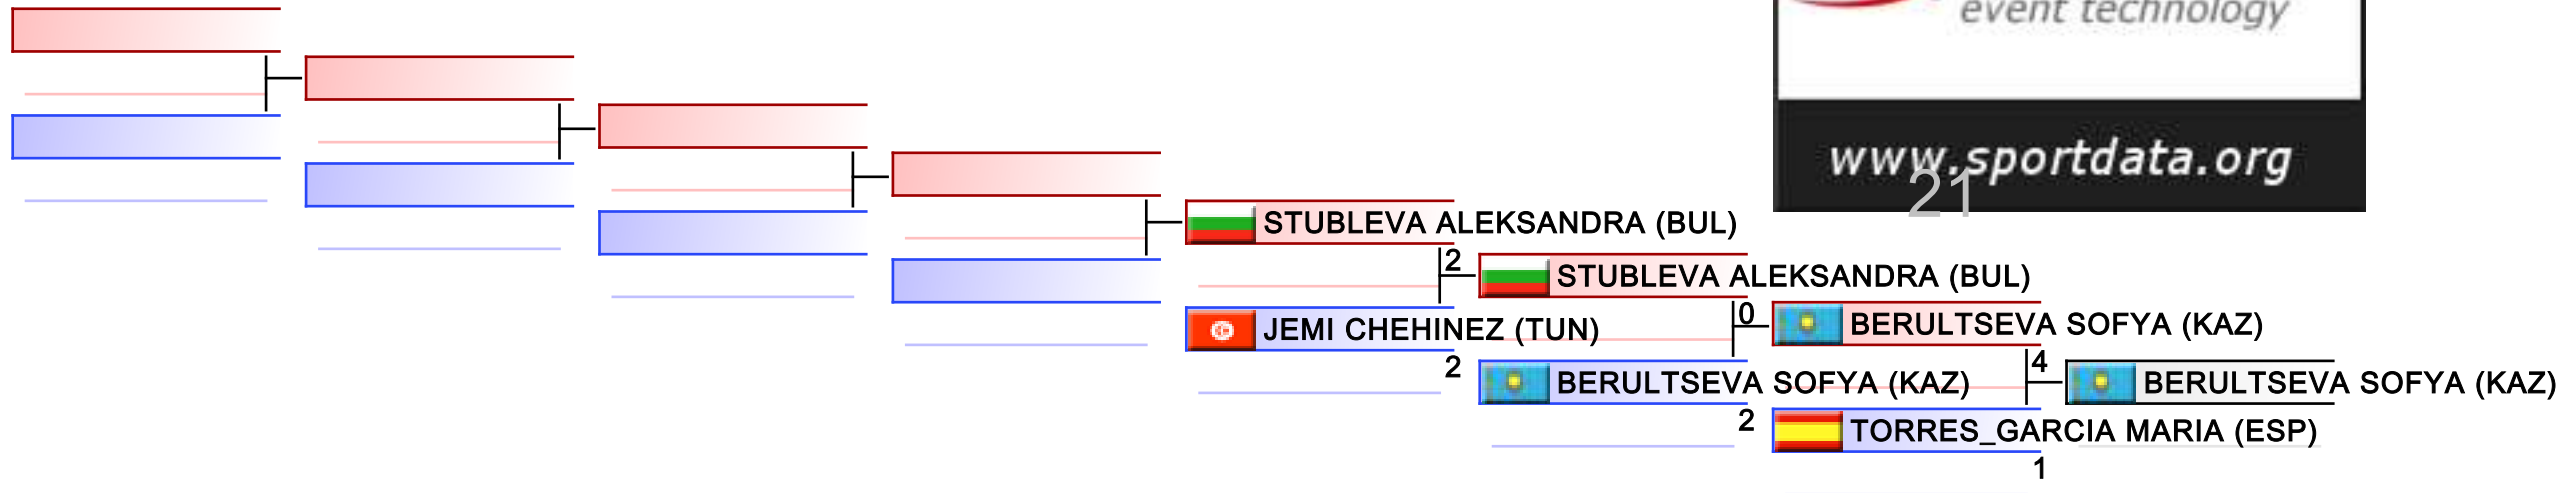 event technology
www.sportdata.org
21
STUBLEVA ALEKSANDRA (BUL)
2
STUBLEVA ALEKSANDRA (BUL)
0
JEMI CHEHINEZ (TUN)
2
BERULTSEVA SOFYA (KAZ)
4
BERULTSEVA SOFYA (KAZ)
2
BERULTSEVA SOFYA (KAZ)
TORRES_GARCIA MARIA (ESP)
1